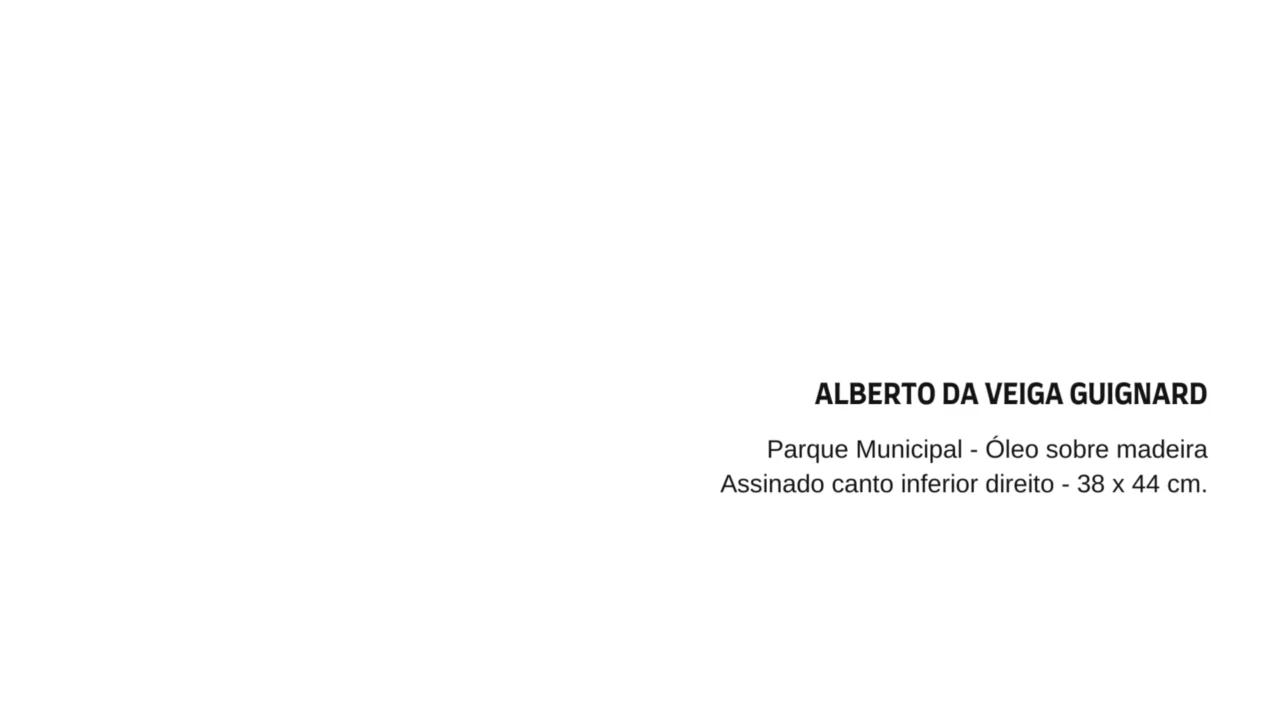 ALBERTO DA VEIGA GUIGNARD
Parque Municipal - Óleo sobre madeira
Assinado canto inferior direito - 38 x 44 cm.